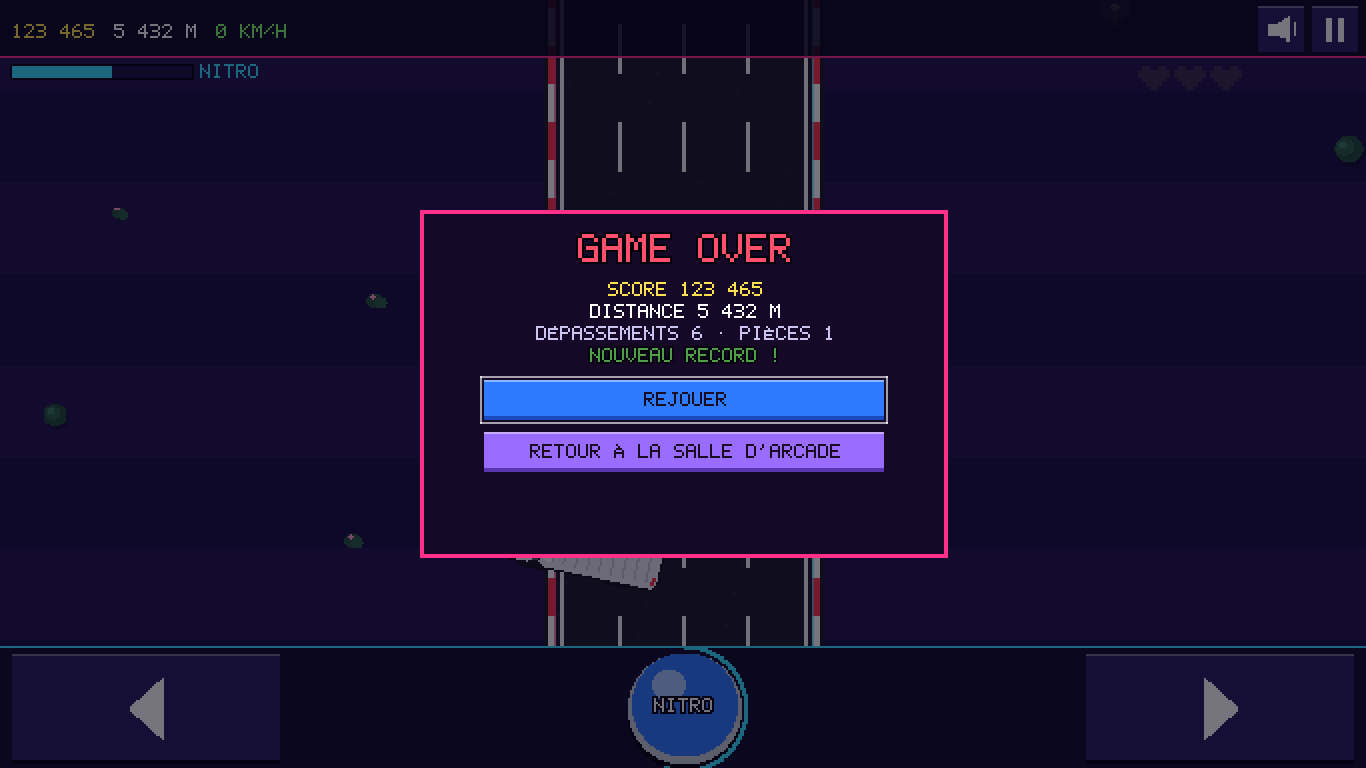 123 465 5 432 M 0 KM/H
NITRO
GAME OVER
SCORE 123 465
DISTANCE 5 432 M
DÉPASSEMENTS 6 · PIÈCES 1
NOUVEAU RECORD !
REJOUER
RETOUR À LA SALLE D'ARCADE
NITRO